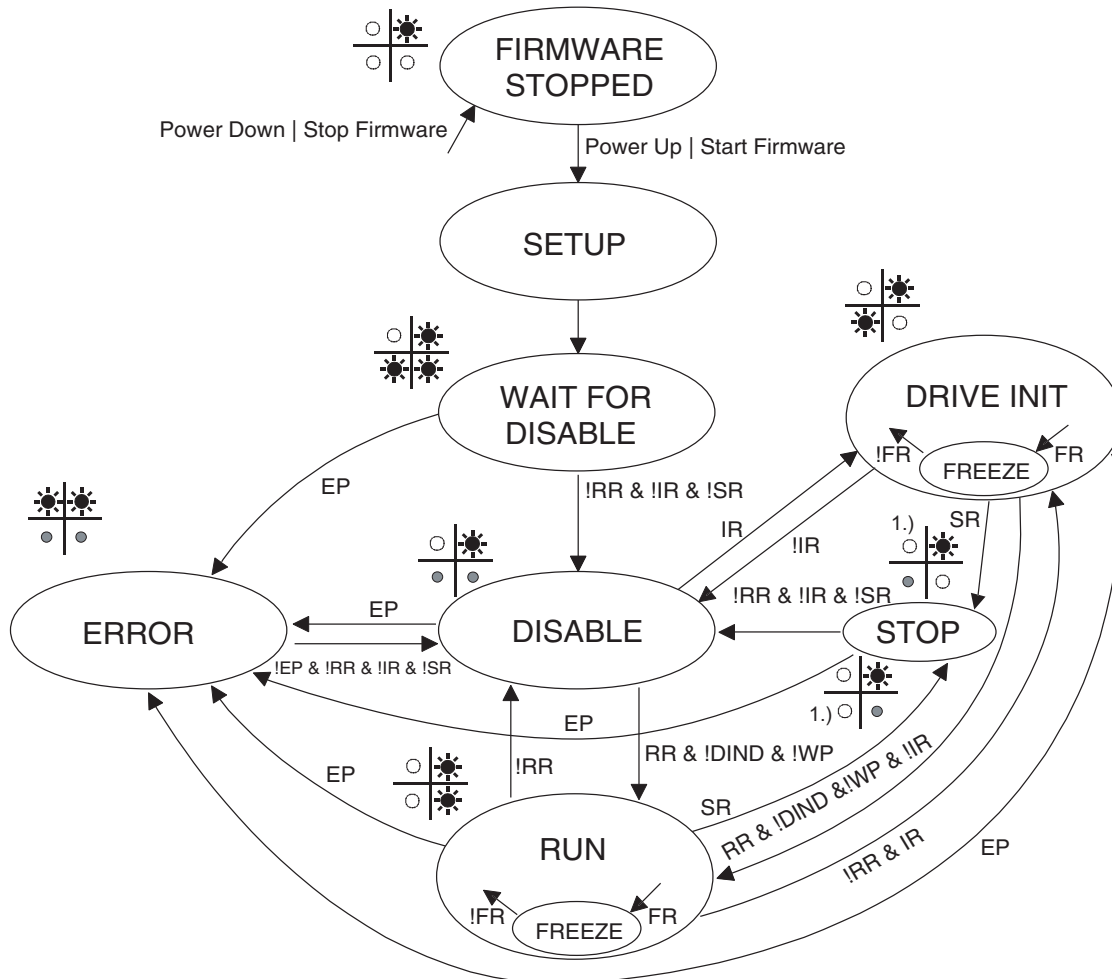 FIRMWARE
STOPPED
Power Down | Stop Firmware
Power Up | Start Firmware
SETUP
WAIT FOR
DISABLE
DRIVE INIT
!FR
FR
FREEZE
EP
!RR & !IR & !SR
IR
!IR
1.)
SR
!RR & !IR & !SR
ERROR
EP
DISABLE
STOP
!EP & !RR & !IR & !SR
1.)
EP
EP
!RR
RR & !DIND & !WP
SR
RR & !DIND &!WP & !IR
!RR & IR
EP
RUN
!FR
FR
FREEZE